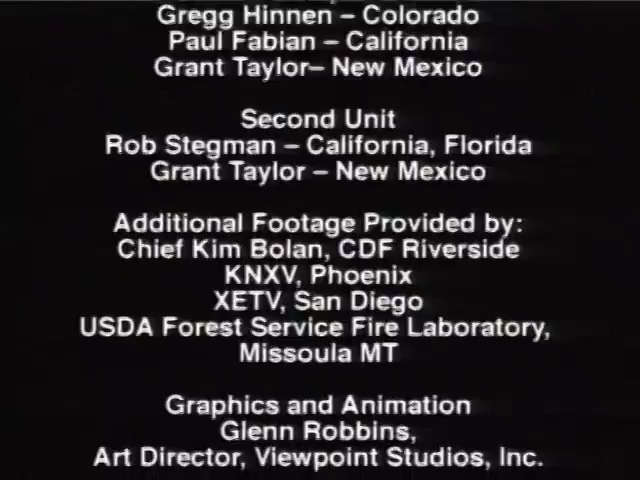 Gregg Hinnen – Colorado
Paul Fabian – California
Grant Taylor– New Mexico
Second Unit
Rob Stegman – California, Florida
Grant Taylor – New Mexico
Additional Footage Provided by:
Chief Kim Bolan, CDF Riverside
KNXV, Phoenix
XETV, San Diego
USDA Forest Service Fire Laboratory,
Missoula MT
Graphics and Animation
Glenn Robbins,
Art Director, Viewpoint Studios, Inc.